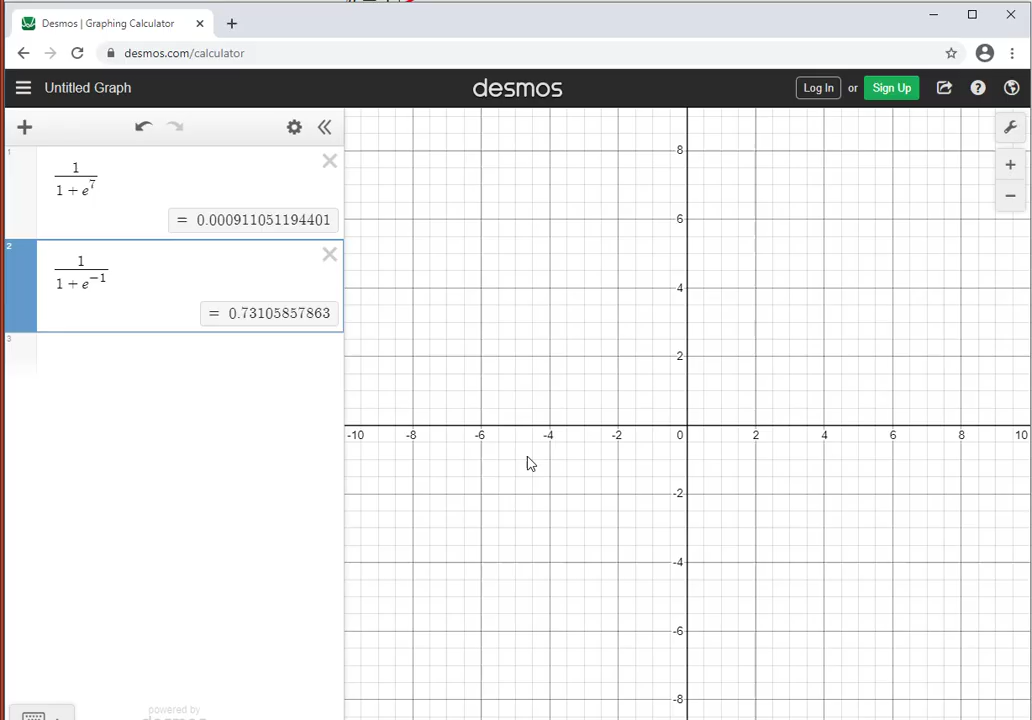 Desmos | Graphing Calculator
desmos.com/calculator
Untitled Graph
desmos
Log In or Sign Up
1
1
1 + e^7
= 0.000911051194401
2
1
1 + e^−1
= 0.73105857863
3
powered by
desmos
8
6
4
2
-10 -8 -6 -4 -2 0 2 4 6 8 10
-2
-4
-6
-8